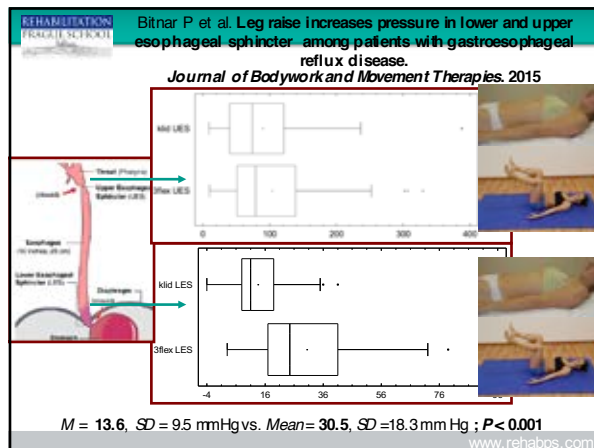 REHABILITATION
PRAGUE SCHOOL
Bitnar P et al. Leg raise increases pressure in lower and upper
esophageal sphincter among patients with gastroesophageal
reflux disease.
Journal of Bodywork and Movement Therapies. 2015
klid UES
3flex UES
0 100 200 300 400
Throat (Pharynx)
Upper Esophageal
Sphincter (UES)
Esophagus
Lower Esophageal
Sphincter (LES)
Diaphragm
Stomach
klid LES
3flex LES
-4 16 36 56 76
M = 13.6, SD = 9.5 mmHg vs. Mean = 30.5, SD =18.3 mm Hg ; P < 0.001
www.rehabps.com